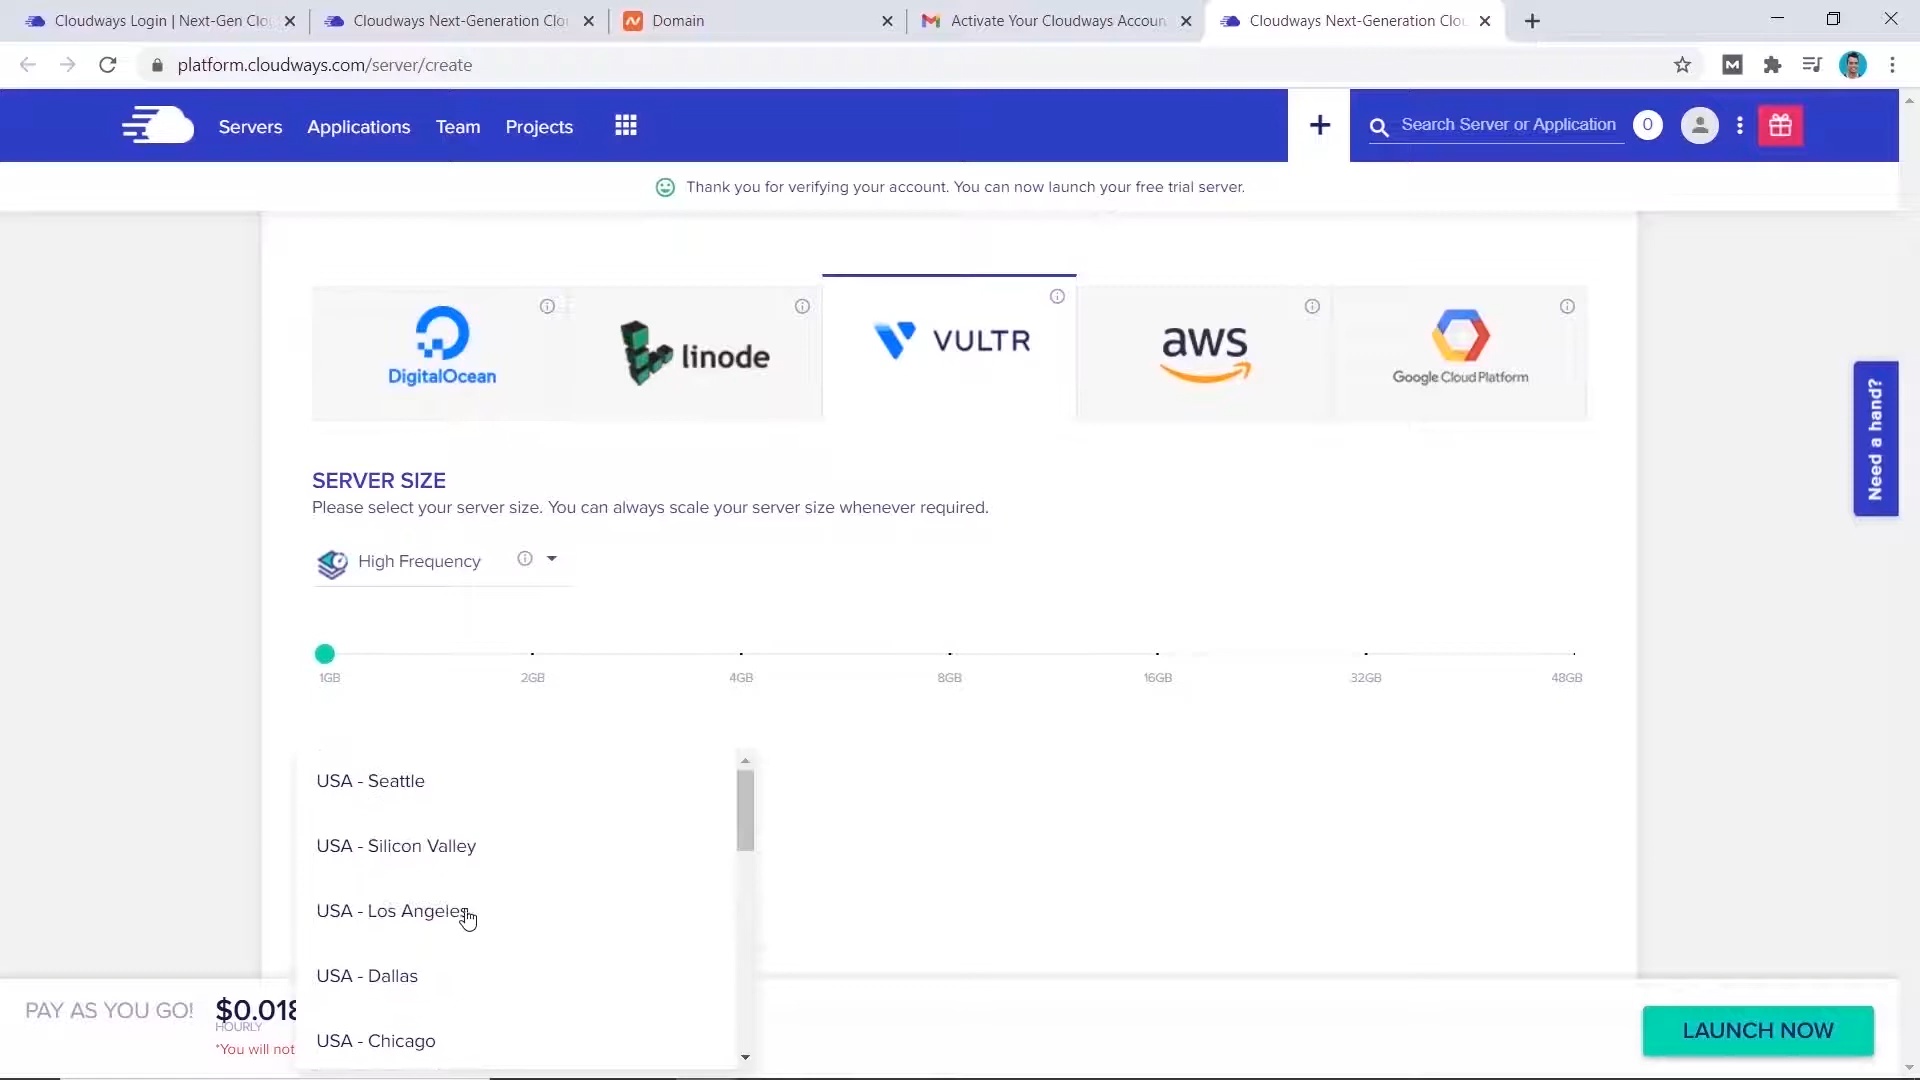 Cloudways Login | Next-Gen Clo
Cloudways Next-Generation Clo
Domain
Activate Your Cloudways Accoun
Cloudways Next-Generation Clo
platform.cloudways.com/server/create
Servers
Applications
Team
Projects
Search Server or Application
0
Thank you for verifying your account. You can now launch your free trial server.
DigitalOcean
linode
VULTR
aws
Google Cloud Platform
Need a hand?
SERVER SIZE
Please select your server size. You can always scale your server size whenever required.
High Frequency
1GB
2GB
4GB
8GB
16GB
32GB
48GB
USA - Seattle
USA - Silicon Valley
USA - Los Angeles
USA - Dallas
USA - Chicago
PAY AS YOU GO!
$0.018
HOURLY
*You will not
LAUNCH NOW